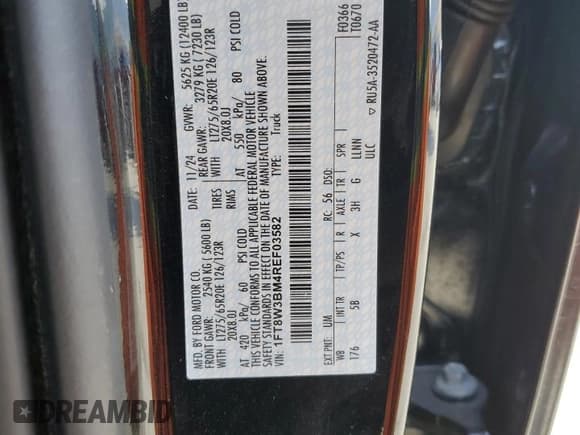 MFD. BY FORD MOTOR CO.
DATE: 11/24
GVWR: 5625 KG (12400 LB)
FRONT GAWR: 2540 KG (5600 LB)
REAR GAWR: 3279 KG (7230 LB)
LT275/65R20E 126/123R
TIRES
WITH
LT275/65R20E 126/123R
20X8.0J
RIMS
20X8.0J
AT 420 kPa/ 60 PSI COLD
AT 550 kPa/ 80 PSI COLD
THIS VEHICLE CONFORMS TO ALL APPLICABLE FEDERAL MOTOR VEHICLE
SAFETY STANDARDS IN EFFECT ON THE DATE OF MANUFACTURE SHOWN ABOVE.
VIN: 1FT8W3BM4REF03582
TYPE: Truck
F0366
T0670
EXT PNT: UM
RC: 56 DSO:
WB INT TR TP/PS R AXLE TR SPR
176 5B X 3H G LLNN
ULC
▽ RU5A-3520472-AA
DREAMBID